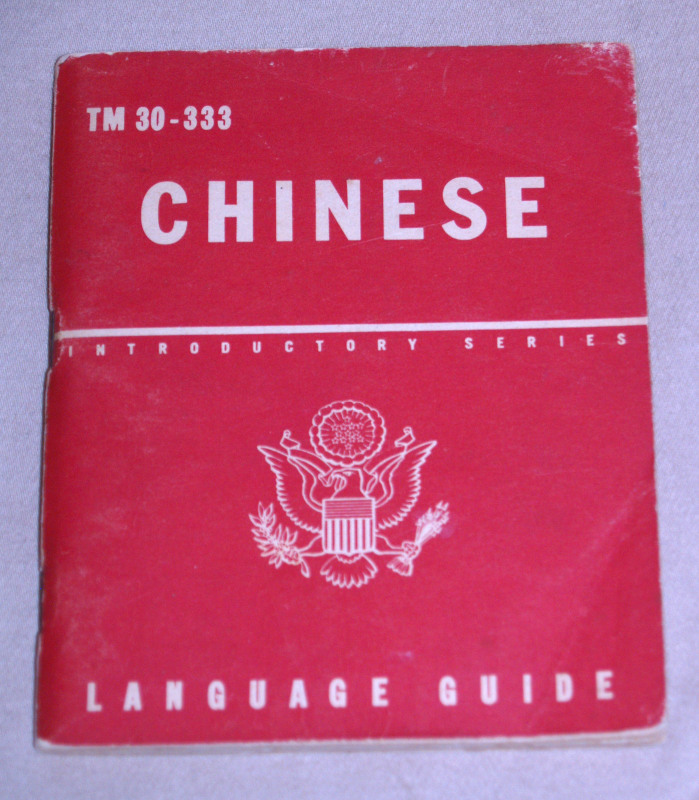 TM 30-333
CHINESE
INTRODUCTORY SERIES
LANGUAGE GUIDE